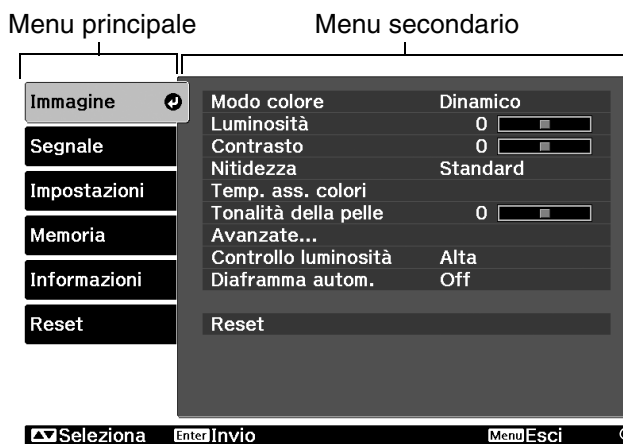 Menu principale Menu secondario
Immagine
Segnale
Impostazioni
Memoria
Informazioni
Reset
Modo colore Dinamico
Luminosità 0
Contrasto 0
Nitidezza Standard
Temp. ass. colori
Tonalità della pelle 0
Avanzate...
Controllo luminosità Alta
Diaframma autom. Off
Reset
Seleziona Enter Invio Menu Esci